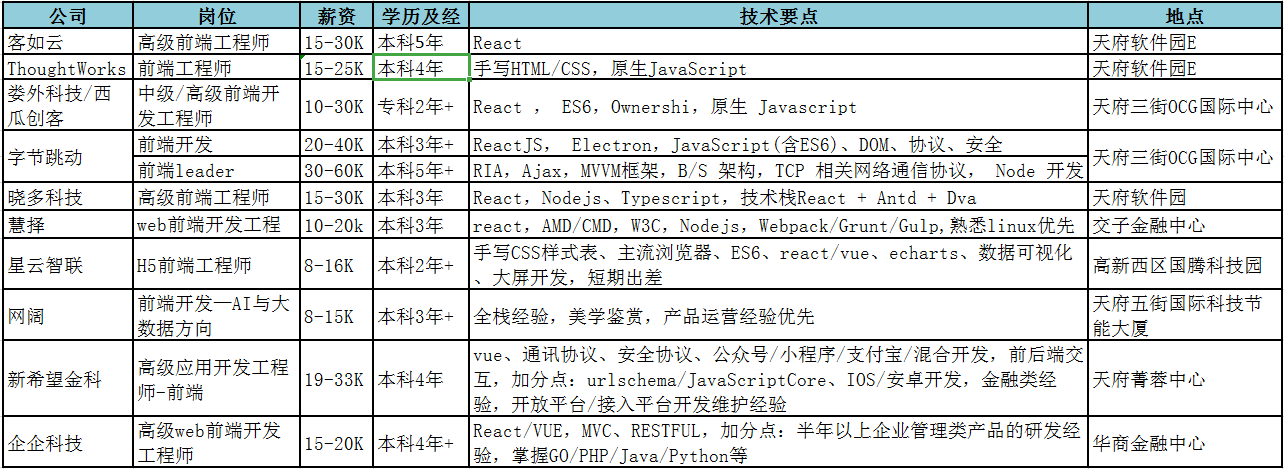 公司 岗位 薪资 学历及经 技术要点 地点
客如云 高级前端工程师 15-30K 本科5年 React 天府软件园E
ThoughtWorks 前端工程师 15-25K 本科4年 手写HTML/CSS，原生JavaScript 天府软件园E
娄外科技/西
瓜创客
中级/高级前端开
发工程师
10-30K 专科2年+ React ， ES6，Ownershi，原生 Javascript 天府三街OCG国际中心
字节跳动
前端开发 20-40K 本科3年+ ReactJS， Electron，JavaScript(含ES6)、DOM、协议、安全
天府三街OCG国际中心
前端leader 30-60K 本科5年+ RIA，Ajax，MVVM框架，B/S 架构，TCP 相关网络通信协议， Node 开发
晓多科技 高级前端工程师 15-30K 本科3年 React，Nodejs、Typescript，技术栈React + Antd + Dva 天府软件园
慧择 web前端开发工程 10-20k 本科3年 react，AMD/CMD，W3C，Nodejs，Webpack/Grunt/Gulp,熟悉linux优先 交子金融中心
星云智联 H5前端工程师 8-16K 本科2年+
手写CSS样式表、主流浏览器、ES6、react/vue、echarts、数据可视化
、大屏开发，短期出差
高新西区国腾科技园
网阔
前端开发—AI与大
数据方向
8-15K 本科3年+ 全栈经验，美学鉴赏，产品运营经验优先
天府五街国际科技节
能大厦
新希望金科
高级应用开发工程
师-前端
19-33K 本科4年
vue、通讯协议、安全协议、公众号/小程序/支付宝/混合开发，前后端交
互，加分点：urlschema/JavaScriptCore、IOS/安卓开发，金融类经
验，开放平台/接入平台开发维护经验
天府菁蓉中心
企企科技
高级web前端开发
工程师
15-20K 本科4年+
React/VUE，MVC、RESTFUL，加分点：半年以上企业管理类产品的研发经
验，掌握GO/PHP/Java/Python等
华商金融中心